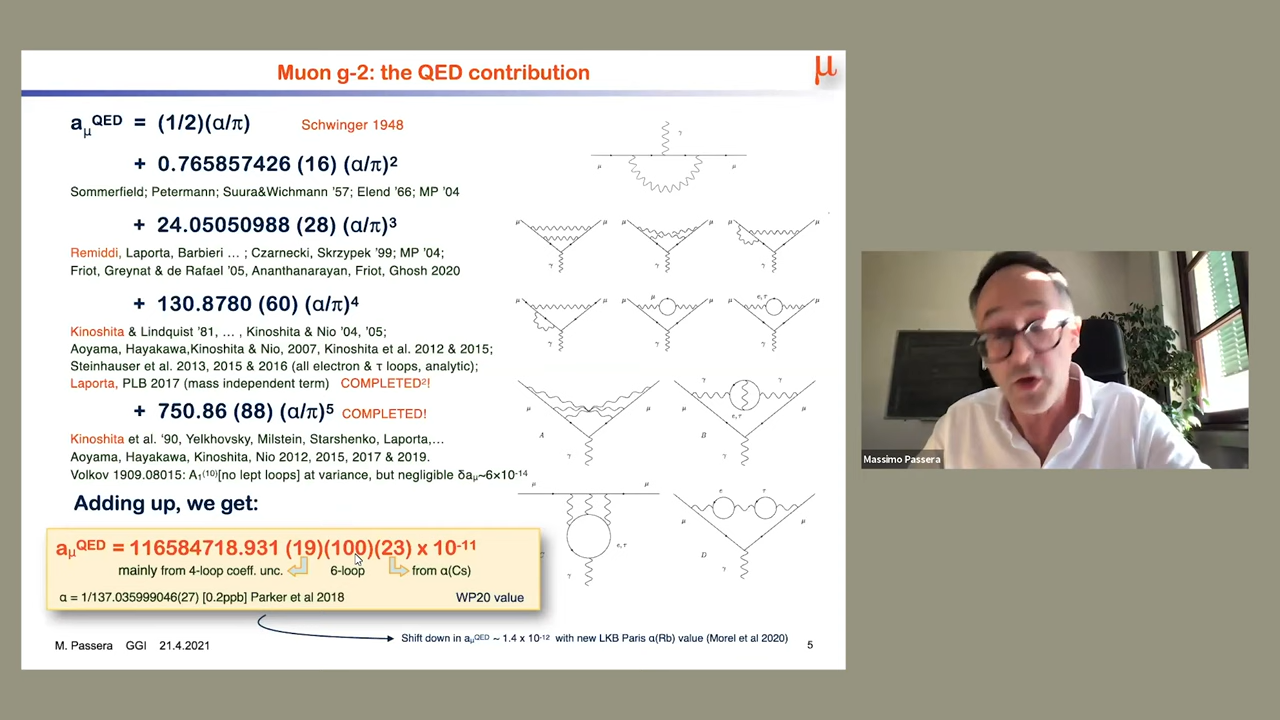 Muon g-2: the QED contribution
μ
aμQED = (1/2)(α/π) Schwinger 1948
+ 0.765857426 (16) (α/π)²
Sommerfield; Petermann; Suura&Wichmann '57; Elend '66; MP '04
+ 24.05050988 (28) (α/π)³
Remiddi, Laporta, Barbieri … ; Czarnecki, Skrzypek '99; MP '04;
Friot, Greynat & de Rafael '05, Ananthanarayan, Friot, Ghosh 2020
+ 130.8780 (60) (α/π)⁴
Kinoshita & Lindquist '81, … , Kinoshita & Nio '04, '05;
Aoyama, Hayakawa,Kinoshita & Nio, 2007, Kinoshita et al. 2012 & 2015;
Steinhauser et al. 2013, 2015 & 2016 (all electron & τ loops, analytic);
Laporta, PLB 2017 (mass independent term) COMPLETED²!
+ 750.86 (88) (α/π)⁵ COMPLETED!
Kinoshita et al. '90, Yelkhovsky, Milstein, Starshenko, Laporta,…
Aoyama, Hayakawa, Kinoshita, Nio 2012, 2015, 2017 & 2019.
Volkov 1909.08015: A₁⁽¹⁰⁾[no lept loops] at variance, but negligible δaμ~6×10⁻¹⁴
Adding up, we get:
aμQED = 116584718.931 (19)(100)(23) x 10⁻¹¹
mainly from 4-loop coeff. unc. 6-loop from α(Cs)
α = 1/137.035999046(27) [0.2ppb] Parker et al 2018 WP20 value
Shift down in aμQED ~ 1.4 x 10⁻¹² with new LKB Paris α(Rb) value (Morel et al 2020)
M. Passera GGI 21.4.2021 5
γ
μ μ
μ μ μ μ μ μ
γ γ γ
μ μ μ μ μ e, τ μ
γ γ γ
μ μ γ γ
e,τ
μ μ
A γ B γ
μ μ e τ
e,τ μ μ
C γ D γ
Massimo Passera